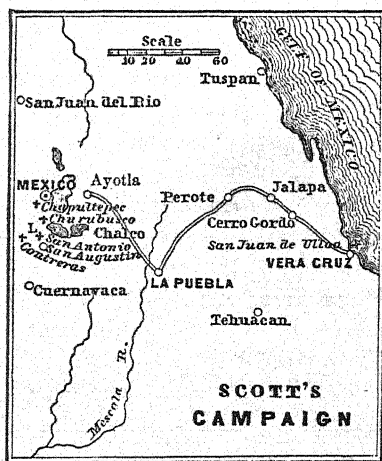 Scale
10 20 40 60
GULF OF MEXICO
Tuspan
San Juan del Rio
MEXICO
Ayotla
Chapultepec
Churubusco
L.
Chalco
San Antonio
San Augustin
Contreras
Perote
Jalapa
Cerro Gordo
San Juan de Ulloa
VERA CRUZ
LA PUEBLA
Cuernavaca
Tehuacan
Mescala R.
SCOTT'S
CAMPAIGN